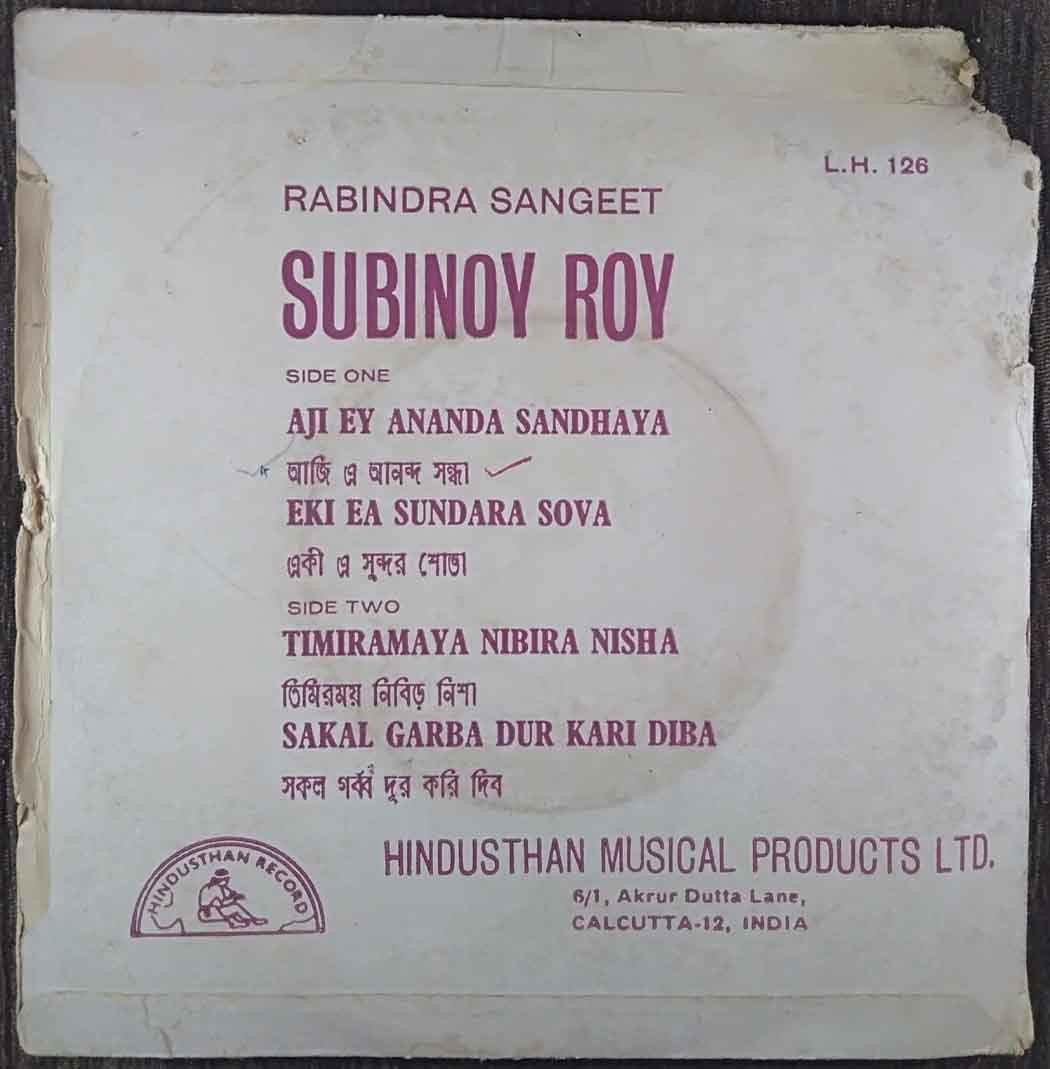 L.H. 126
RABINDRA SANGEET
SUBINOY ROY
SIDE ONE
AJI EY ANANDA SANDHAYA
আজি এ আনন্দ সন্ধা
EKI EA SUNDARA SOVA
একী এ সুন্দর শোভা
SIDE TWO
TIMIRAMAYA NIBIRA NISHA
তিমিরময় নিবিড় নিশা
SAKAL GARBA DUR KARI DIBA
সকল গর্ব্ব দূর করি দিব
HINDUSTHAN RECORD
HINDUSTHAN MUSICAL PRODUCTS LTD.
6/1, Akrur Dutta Lane,
CALCUTTA-12, INDIA